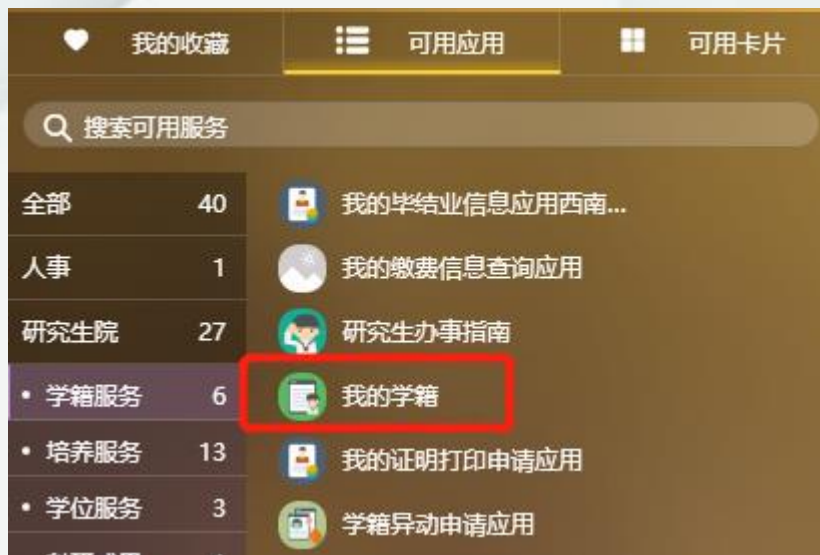 我的收藏 可用应用 可用卡片
搜索可用服务
全部 40 我的毕结业信息应用西南...
人事 1 我的缴费信息查询应用
研究生院 27 研究生办事指南
• 学籍服务 6 我的学籍
• 培养服务 13 我的证明打印申请应用
• 学位服务 3 学籍异动申请应用